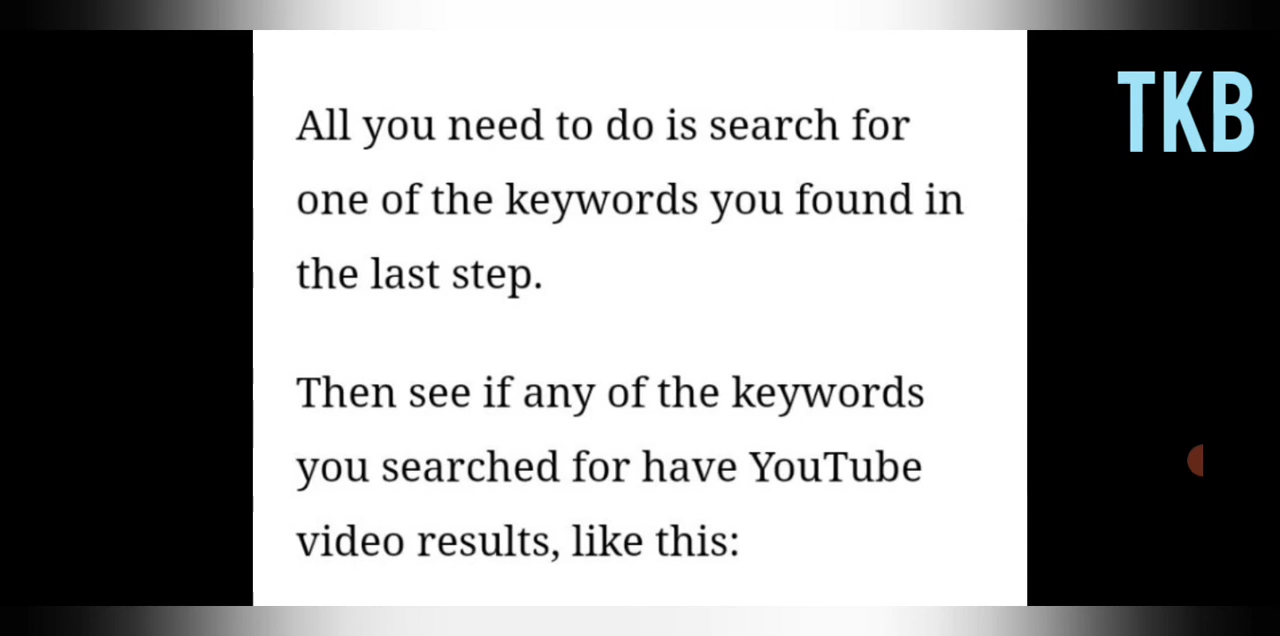 All you need to do is search for
one of the keywords you found in
the last step.
Then see if any of the keywords
you searched for have YouTube
video results, like this:
TKB